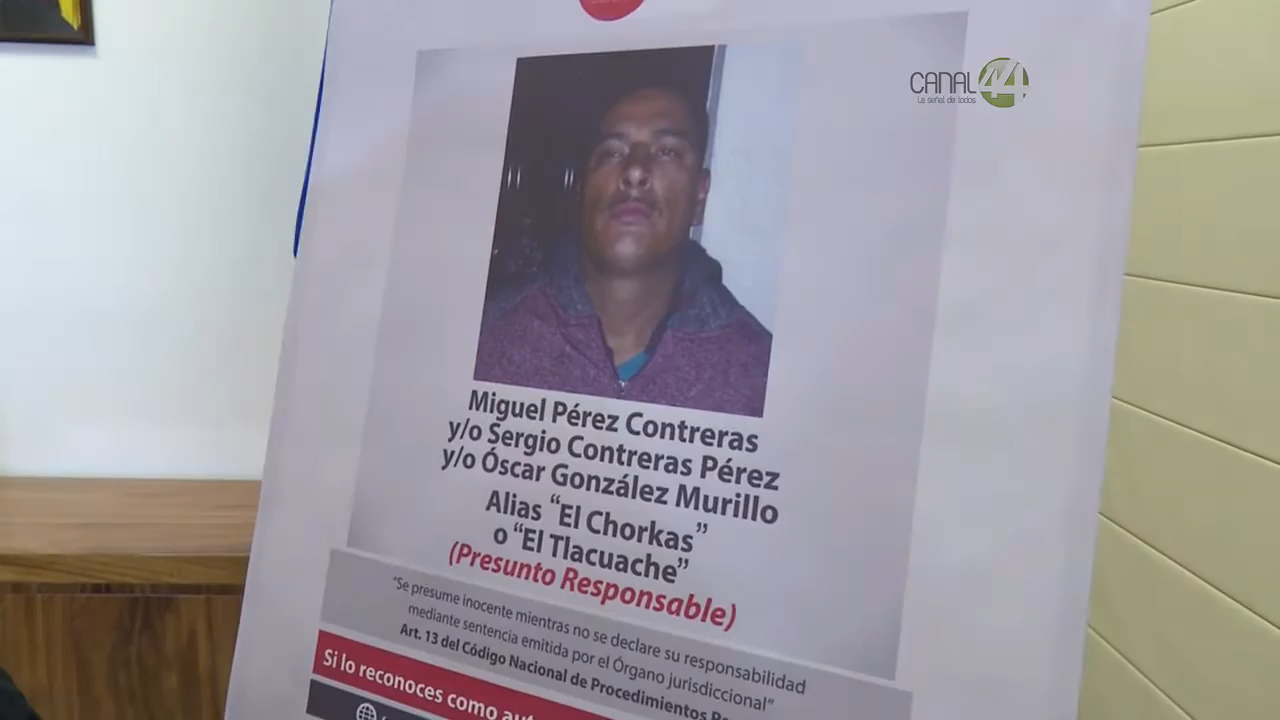 CANAL 44
La señal de todos
Miguel Pérez Contreras
y/o Sergio Contreras Pérez
y/o Óscar González Murillo
Alias “El Chorkas”
o “El Tlacuache”
(Presunto Responsable)
“Se presume inocente mientras no se declare su responsabilidad
mediante sentencia emitida por el Órgano jurisdiccional”
Art. 13 del Código Nacional de Procedimientos
Si lo reconoces como